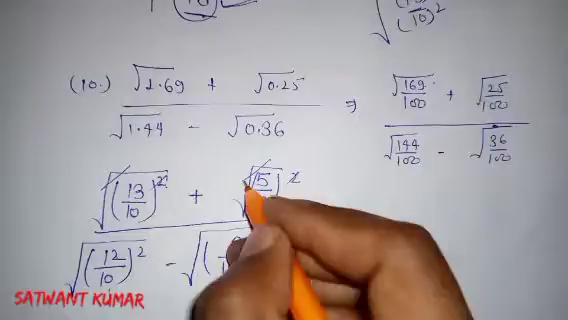 (10.) √1.69 + √0.25 / √1.44 − √0.36 ⇒ √169/100 + √25/100 / √144/100 − √36/100
√(13/10)² + √(5/ )² / √(12/10)² − √(
SATWANT KUMAR